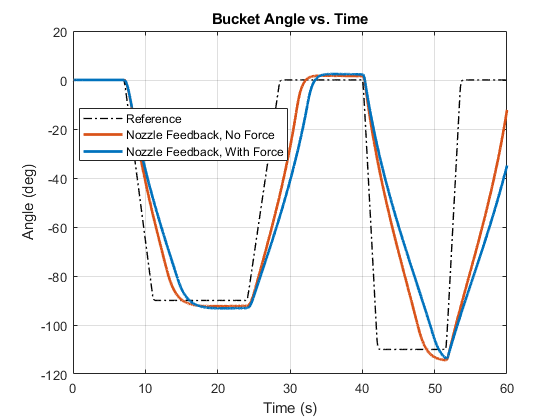 Bucket Angle vs. Time
20
0
-20
-40
-60
-80
-100
-120
Angle (deg)
Reference
Nozzle Feedback, No Force
Nozzle Feedback, With Force
0 10 20 30 40 50 60
Time (s)